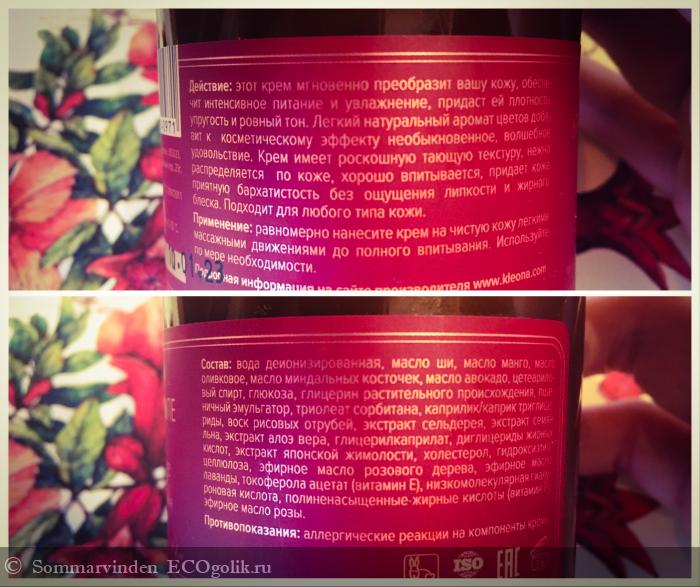 Действие: этот крем мгновенно преобразит вашу кожу, обеспе-
чит интенсивное питание и увлажнение, придаст ей плотность,
упругость и ровный тон. Легкий натуральный аромат цветов доба-
вит к косметическому эффекту необыкновенное, волшебное
удовольствие. Крем имеет роскошную тающую текстуру, нежно
распределяется по коже, хорошо впитывается, придает коже
приятную бархатистость без ощущения липкости и жирного
блеска. Подходит для любого типа кожи.
Применение: равномерно нанесите крем на чистую кожу легкими
массажными движениями до полного впитывания. Используйте
по мере необходимости.
Подробная информация на сайте производителя www.kleona.com
Состав: вода деионизированная, масло ши, масло манго, масло
оливковое, масло миндальных косточек, масло авокадо, цетеарило-
вый спирт, глюкоза, глицерин растительного происхождения, пше-
ничный эмульгатор, триолеат сорбитана, каприлик/каприк триглице-
риды, воск рисовых отрубей, экстракт сельдерея, экстракт семян
льна, экстракт алоэ вера, глицерилкаприлат, диглицериды жирных
кислот, экстракт японской жимолости, холестерол, гидроксиэтил-
целлюлоза, эфирное масло розового дерева, эфирное масло
лаванды, токоферола ацетат (витамин Е), низкомолекулярная гиалу-
роновая кислота, полиненасыщенные-жирные кислоты (витамин F),
эфирное масло розы.
Противопоказания: аллергические реакции на компоненты крема
ISO EAC
© Sommarvinden ECOgolik.ru